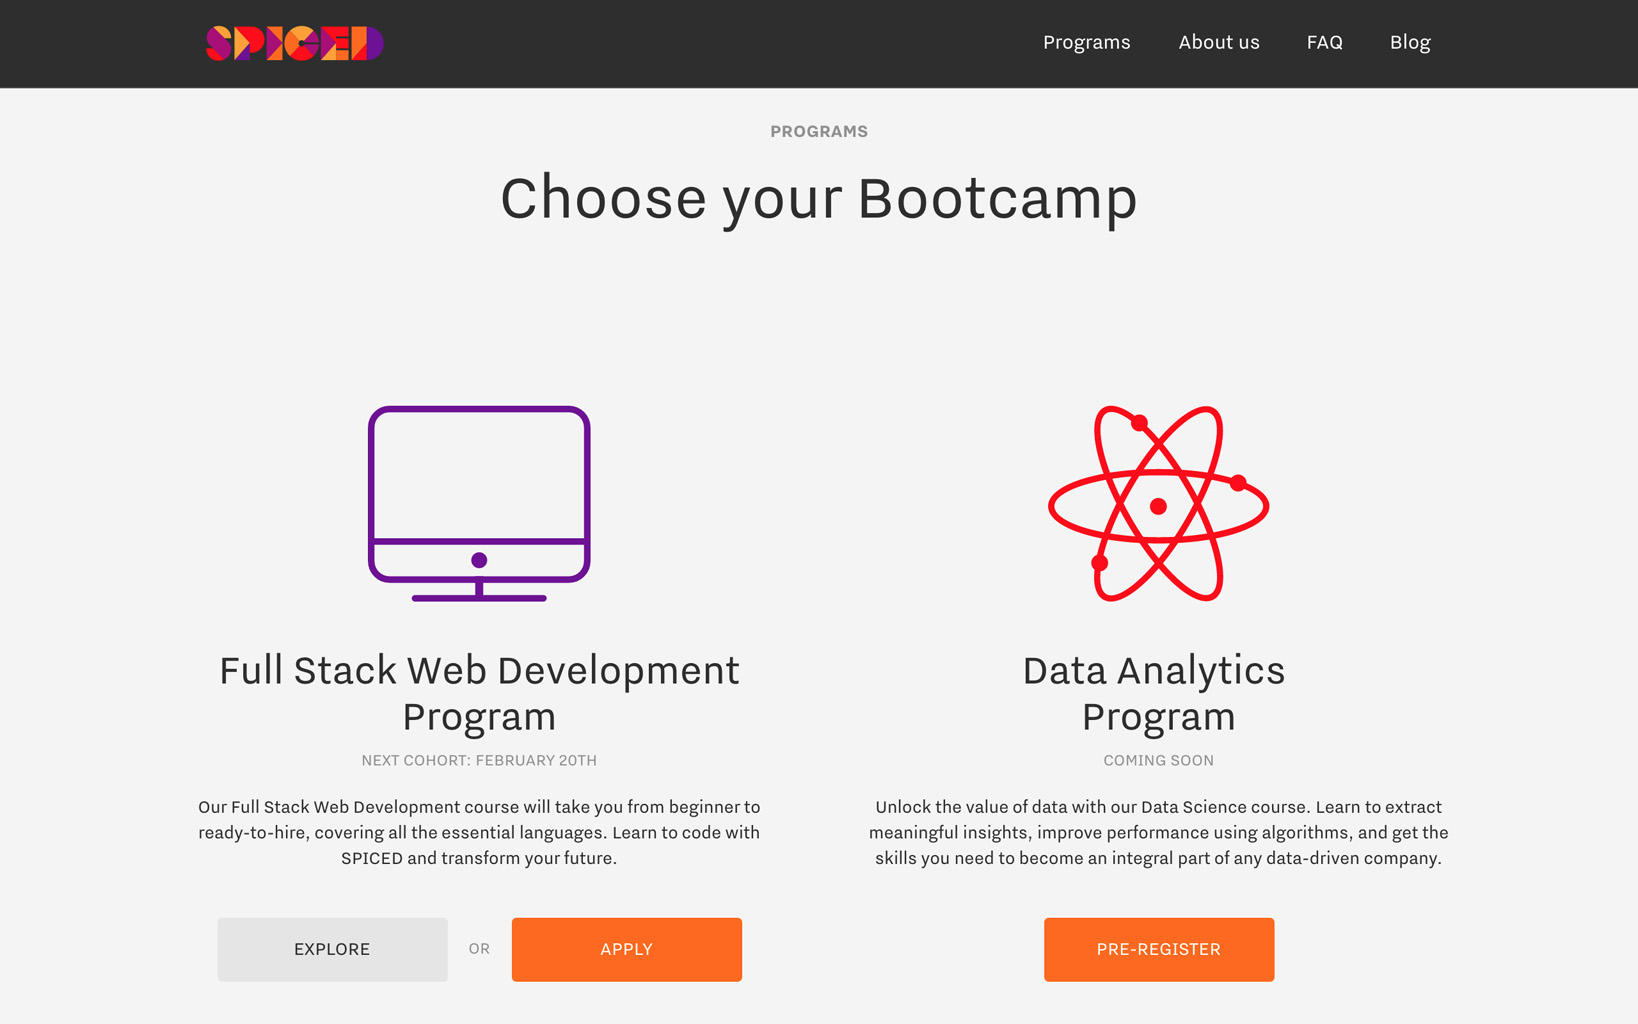 SPICED
Programs About us FAQ Blog
PROGRAMS
Choose your Bootcamp
Full Stack Web Development
Program
NEXT COHORT: FEBRUARY 20TH
Our Full Stack Web Development course will take you from beginner to
ready-to-hire, covering all the essential languages. Learn to code with
SPICED and transform your future.
EXPLORE OR APPLY
Data Analytics
Program
COMING SOON
Unlock the value of data with our Data Science course. Learn to extract
meaningful insights, improve performance using algorithms, and get the
skills you need to become an integral part of any data-driven company.
PRE-REGISTER